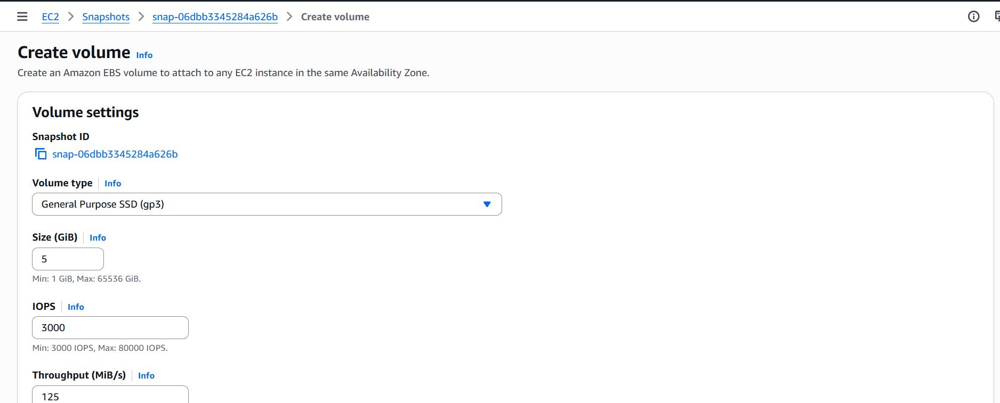 EC2 > Snapshots > snap-06dbb3345284a626b > Create volume
Create volume Info
Create an Amazon EBS volume to attach to any EC2 instance in the same Availability Zone.
Volume settings
Snapshot ID
snap-06dbb3345284a626b
Volume type | Info
General Purpose SSD (gp3)
Size (GiB) | Info
5
Min: 1 GiB, Max: 65536 GiB.
IOPS | Info
3000
Min: 3000 IOPS, Max: 80000 IOPS.
Throughput (MiB/s) | Info
125